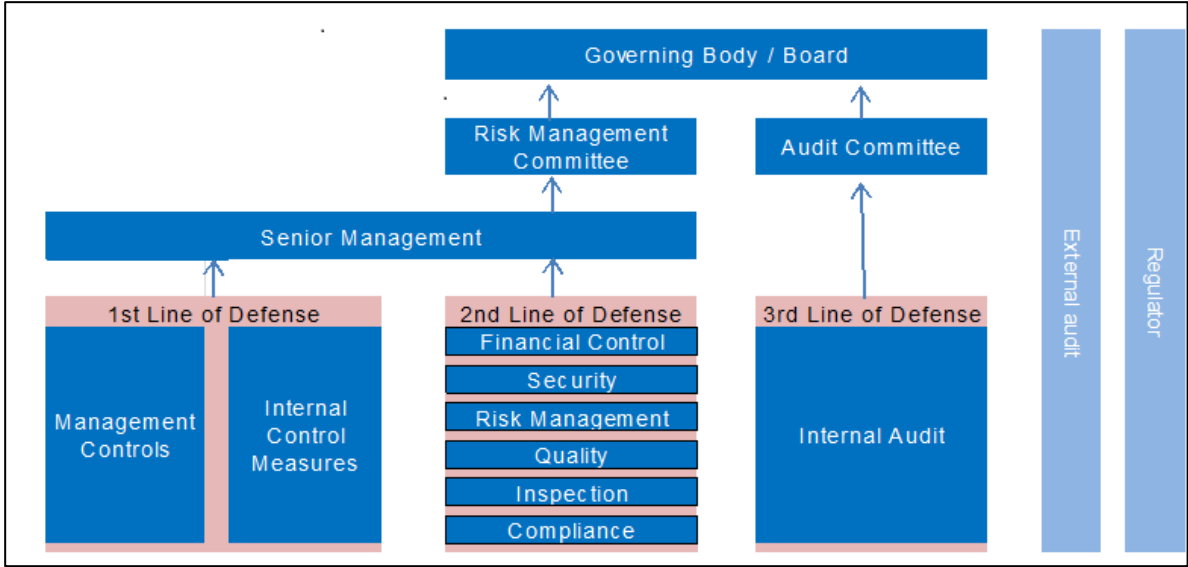 Governing Body / Board
Risk Management
Committee
Audit Committee
Senior Management
1st Line of Defense
Management
Controls
Internal
Control
Measures
2nd Line of Defense
Financial Control
Security
Risk Management
Quality
Inspection
Compliance
3rd Line of Defense
Internal Audit
External audit
Regulator